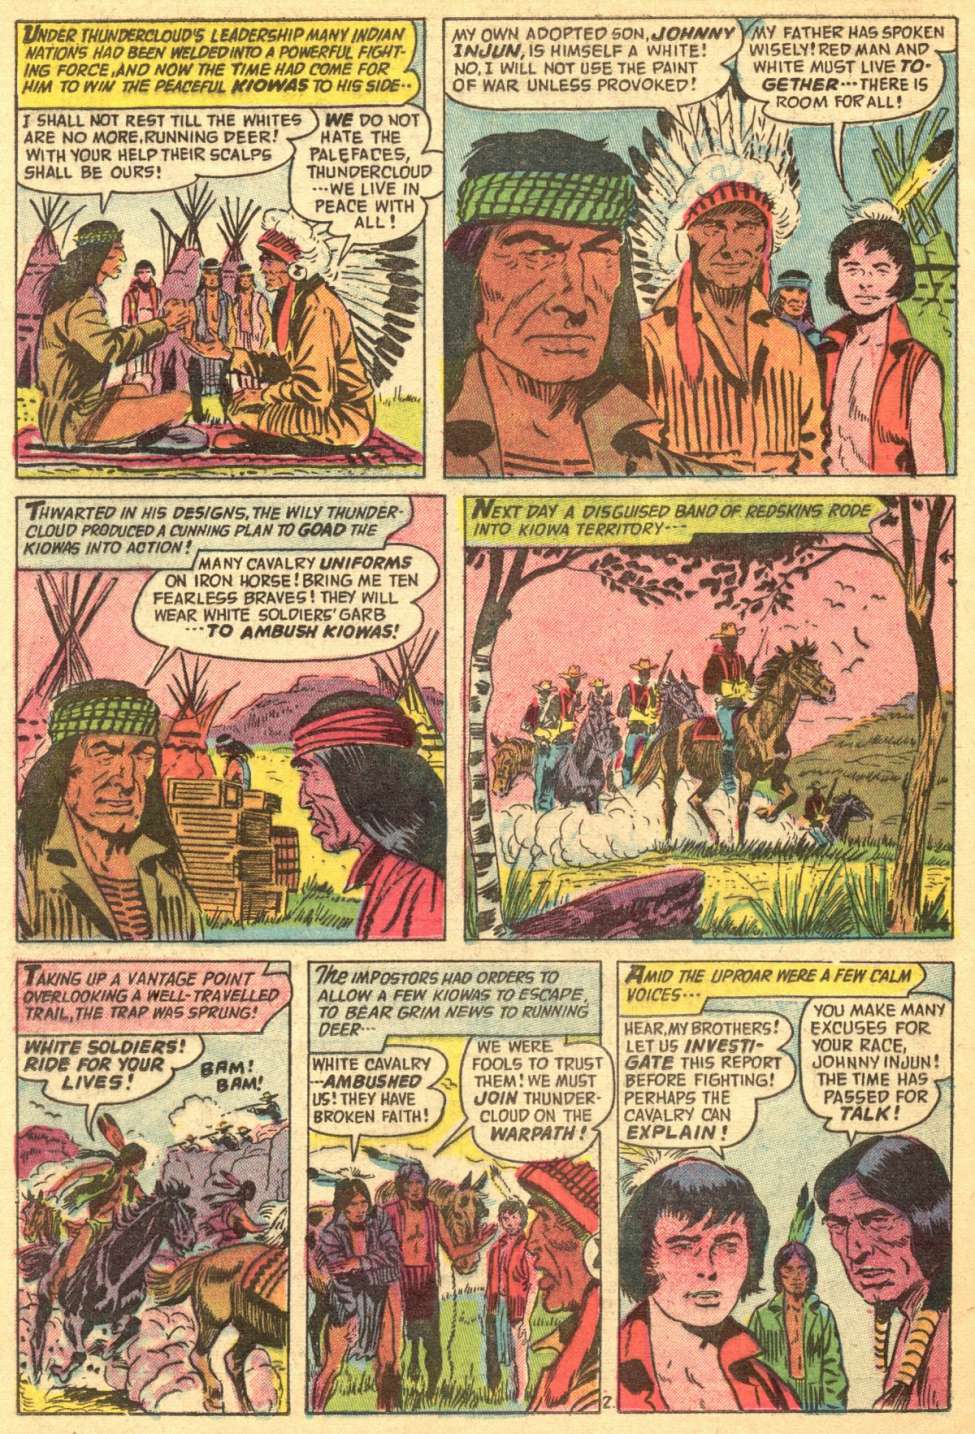 UNDER THUNDERCLOUD'S LEADERSHIP MANY INDIAN
NATIONS HAD BEEN WELDED INTO A POWERFUL FIGHT-
ING FORCE, AND NOW THE TIME HAD COME FOR
HIM TO WIN THE PEACEFUL KIOWAS TO HIS SIDE--
I SHALL NOT REST TILL THE WHITES
ARE NO MORE, RUNNING DEER!
WITH YOUR HELP THEIR SCALPS
SHALL BE OURS!
WE DO NOT
HATE THE
PALEFACES,
THUNDERCLOUD
---WE LIVE IN
PEACE WITH
ALL!
MY OWN ADOPTED SON, JOHNNY
INJUN, IS HIMSELF A WHITE!
NO, I WILL NOT USE THE PAINT
OF WAR UNLESS PROVOKED!
MY FATHER HAS SPOKEN
WISELY! RED MAN AND
WHITE MUST LIVE TO-
GETHER---THERE IS
ROOM FOR ALL!
THWARTED IN HIS DESIGNS, THE WILY THUNDER-
CLOUD PRODUCED A CUNNING PLAN TO GOAD THE
KIOWAS INTO ACTION!
MANY CAVALRY UNIFORMS
ON IRON HORSE! BRING ME TEN
FEARLESS BRAVES! THEY WILL
WEAR WHITE SOLDIERS' GARB
---TO AMBUSH KIOWAS!
NEXT DAY A DISGUISED BAND OF REDSKINS RODE
INTO KIOWA TERRITORY---
TAKING UP A VANTAGE POINT
OVERLOOKING A WELL-TRAVELLED
TRAIL, THE TRAP WAS SPRUNG!
WHITE SOLDIERS!
RIDE FOR YOUR
LIVES!
BAM!
BAM!
THE IMPOSTORS HAD ORDERS TO
ALLOW A FEW KIOWAS TO ESCAPE,
TO BEAR GRIM NEWS TO RUNNING
DEER---
WHITE CAVALRY
--AMBUSHED
US! THEY HAVE
BROKEN FAITH!
WE WERE
FOOLS TO TRUST
THEM! WE MUST
JOIN THUNDER-
CLOUD ON THE
WARPATH!
2.
AMID THE UPROAR WERE A FEW CALM
VOICES---
HEAR, MY BROTHERS!
LET US INVESTI-
GATE THIS REPORT
BEFORE FIGHTING!
PERHAPS THE
CAVALRY CAN
EXPLAIN!
YOU MAKE MANY
EXCUSES FOR
YOUR RACE,
JOHNNY INJUN!
THE TIME HAS
PASSED FOR
TALK!